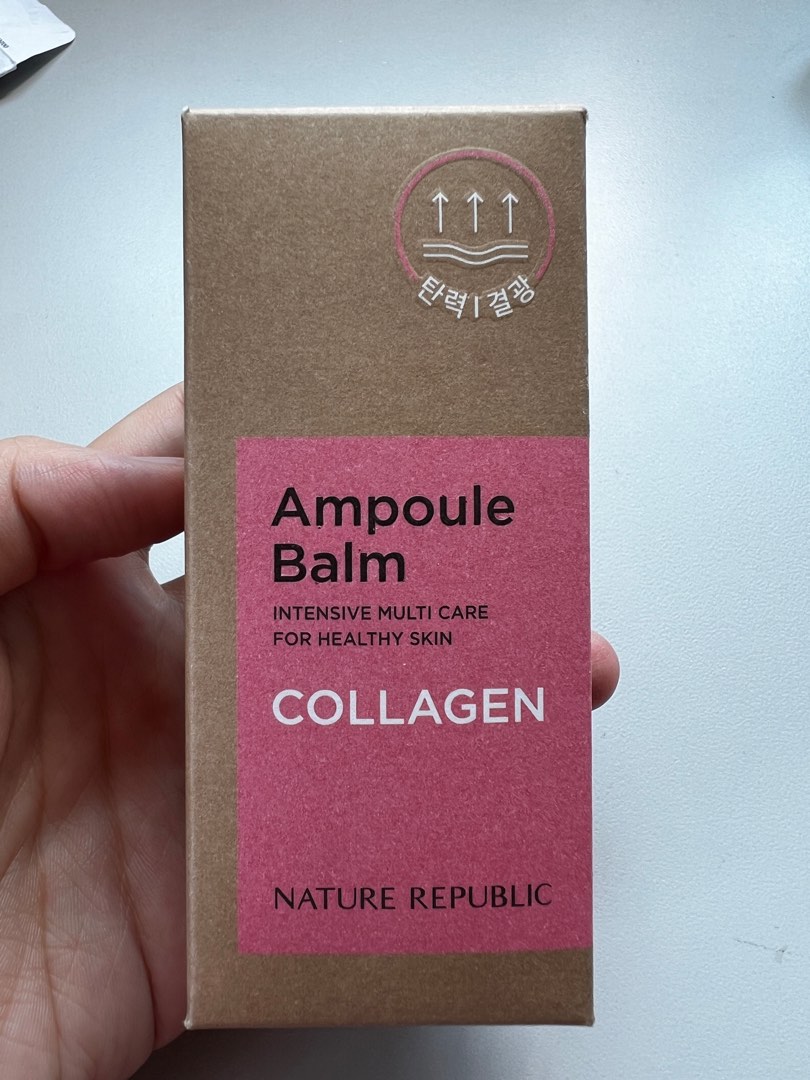 탄력 | 결광
Ampoule
Balm
INTENSIVE MULTI CARE
FOR HEALTHY SKIN
COLLAGEN
NATURE REPUBLIC